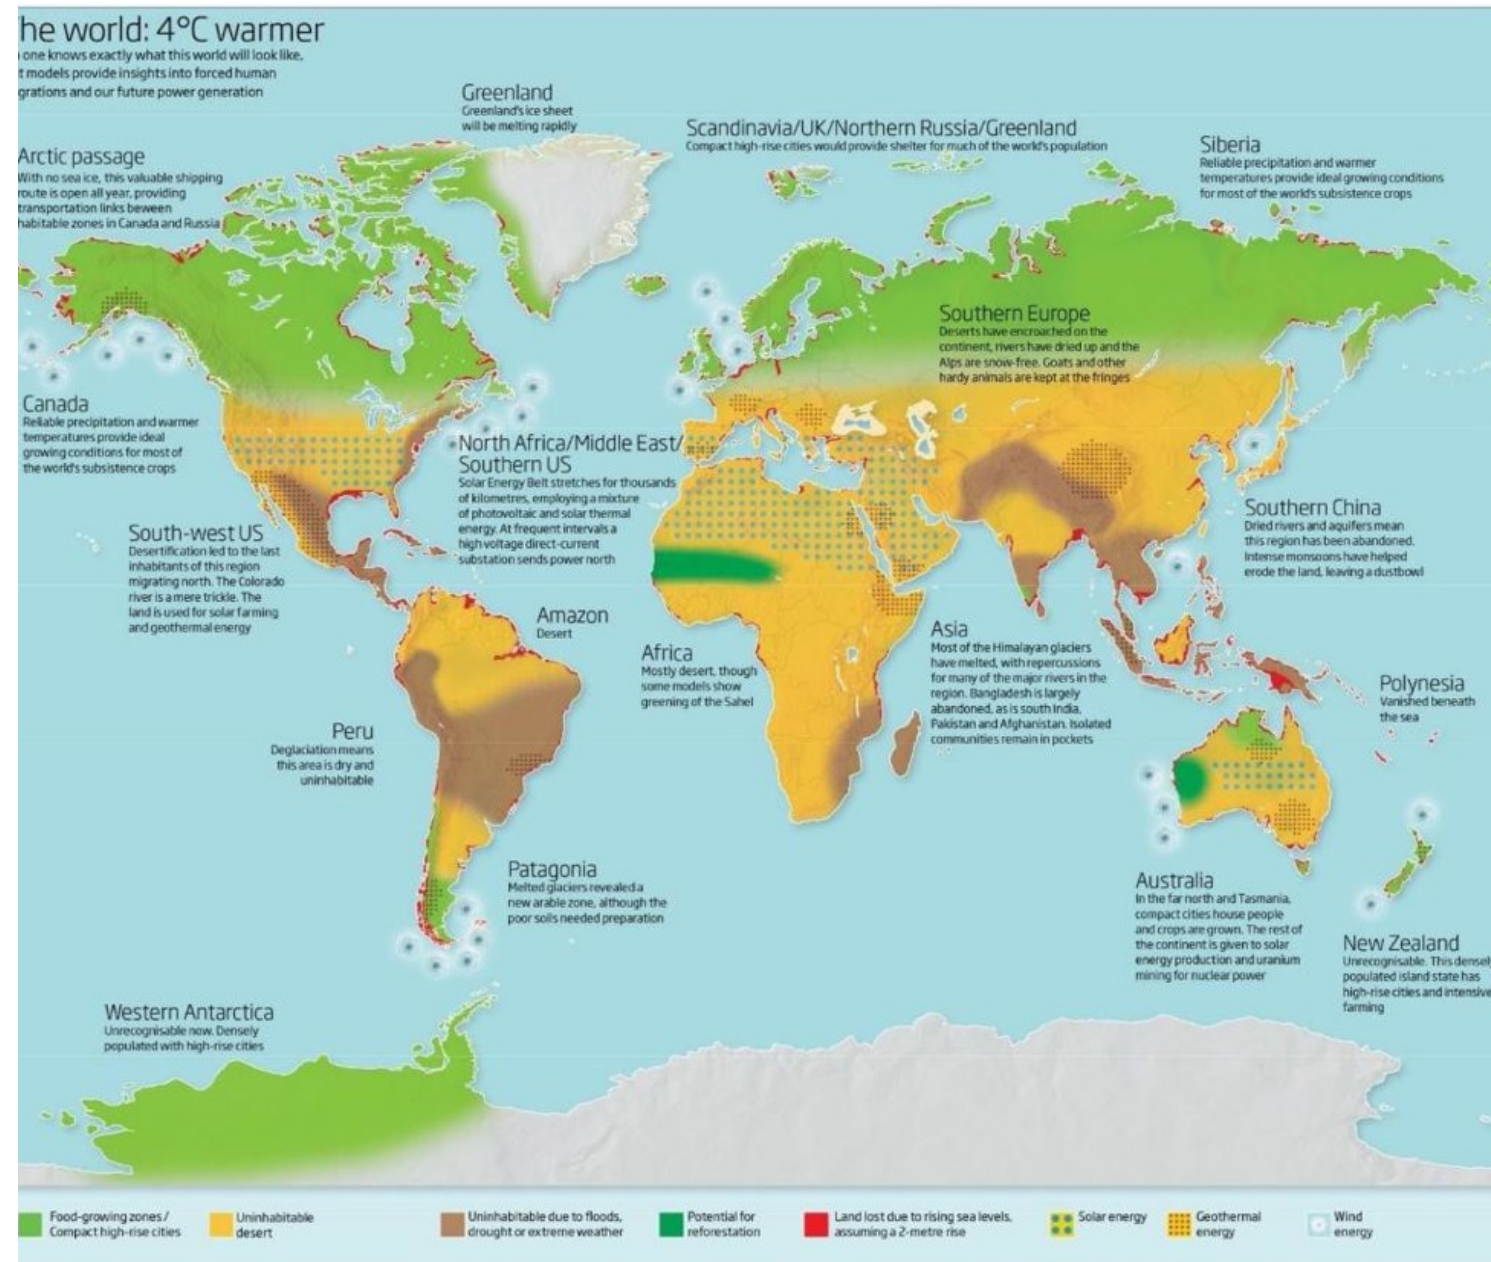 he world: 4°C warmer
one knows exactly what this world will look like,
t models provide insights into forced human
grations and our future power generation
Greenland
Greenland's ice sheet
will be melting rapidly
Scandinavia/UK/Northern Russia/Greenland
Compact high-rise cities would provide shelter for much of the world's population
Siberia
Reliable precipitation and warmer
temperatures provide ideal growing conditions
for most of the world's subsistence crops
Arctic passage
With no sea ice, this valuable shipping
route is open all year, providing
transportation links beween
habitable zones in Canada and Russia
Southern Europe
Deserts have encroached on the
continent, rivers have dried up and the
Alps are snow-free. Goats and other
hardy animals are kept at the fringes
Canada
Reliable precipitation and warmer
temperatures provide ideal
growing conditions for most of
the world's subsistence crops
North Africa/Middle East/
Southern US
Solar Energy Belt stretches for thousands
of kilometres, employing a mixture
of photovoltaic and solar thermal
energy. At frequent intervals a
high voltage direct-current
substation sends power north
South-west US
Desertification led to the last
inhabitants of this region
migrating north. The Colorado
river is a mere trickle. The
land is used for solar farming
and geothermal energy
Southern China
Dried rivers and aquifers mean
this region has been abandoned.
Intense monsoons have helped
erode the land, leaving a dustbowl
Amazon
Desert
Africa
Mostly desert, though
some models show
greening of the Sahel
Asia
Most of the Himalayan glaciers
have melted, with repercussions
for many of the major rivers in the
region. Bangladesh is largely
abandoned, as is south India,
Pakistan and Afghanistan. Isolated
communities remain in pockets
Polynesia
Vanished beneath
the sea
Peru
Deglaciation means
this area is dry and
uninhabitable
Patagonia
Melted glaciers revealed a
new arable zone, although the
poor soils needed preparation
Australia
In the far north and Tasmania,
compact cities house people
and crops are grown. The rest of
the continent is given to solar
energy production and uranium
mining for nuclear power
New Zealand
Unrecognisable. This densel
populated island state has
high-rise cities and intensive
farming
Western Antarctica
Unrecognisable now. Densely
populated with high-rise cities
Food-growing zones/
Compact high-rise cities
Uninhabitable
desert
Uninhabitable due to floods,
drought or extreme weather
Potential for
reforestation
Land lost due to rising sea levels,
assuming a 2-metre rise
Solar energy
Geothermal
energy
Wind
energy